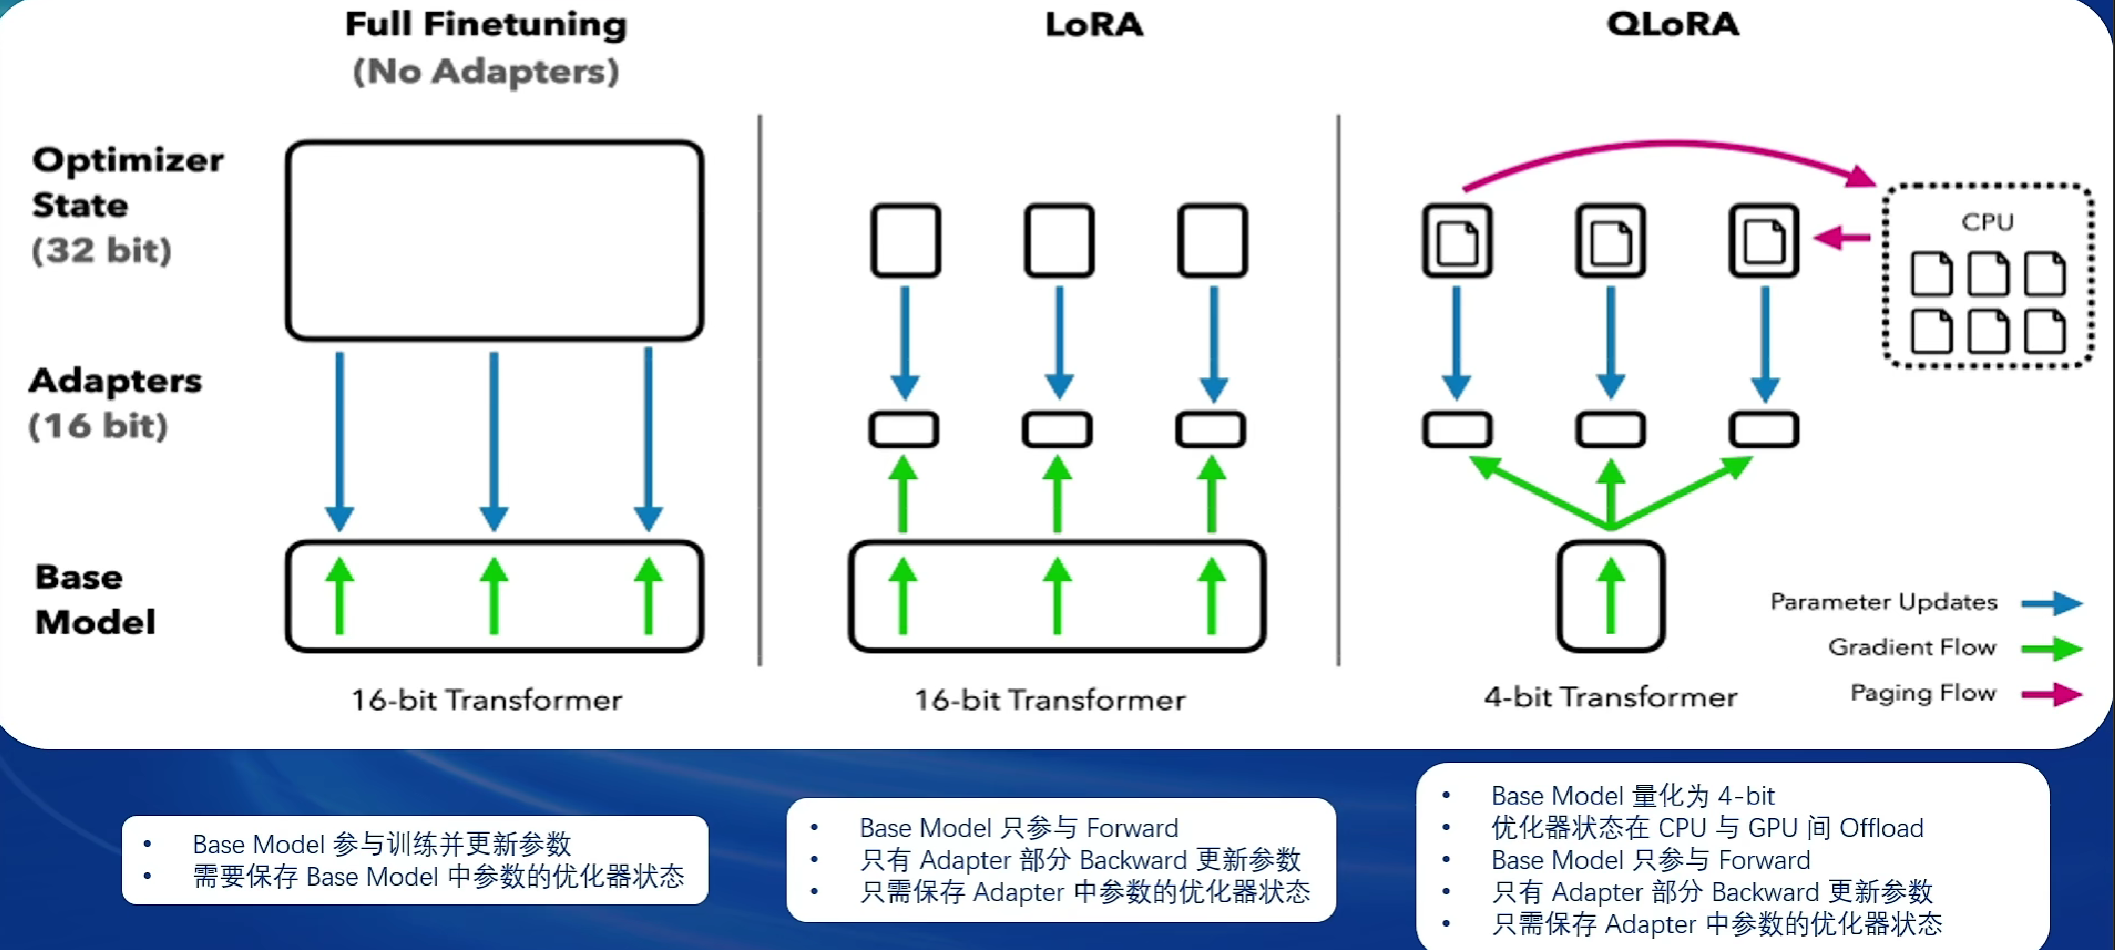 Full Finetuning
(No Adapters)
LoRA
QLoRA
Optimizer
State
(32 bit)
CPU
Adapters
(16 bit)
Base
Model
Parameter Updates
Gradient Flow
Paging Flow
16-bit Transformer
16-bit Transformer
4-bit Transformer
• Base Model 参与训练并更新参数
• 需要保存 Base Model 中参数的优化器状态
• Base Model 只参与 Forward
• 只有 Adapter 部分 Backward 更新参数
• 只需保存 Adapter 中参数的优化器状态
• Base Model 量化为 4-bit
• 优化器状态在 CPU 与 GPU 间 Offload
• Base Model 只参与 Forward
• 只有 Adapter 部分 Backward 更新参数
• 只需保存 Adapter 中参数的优化器状态